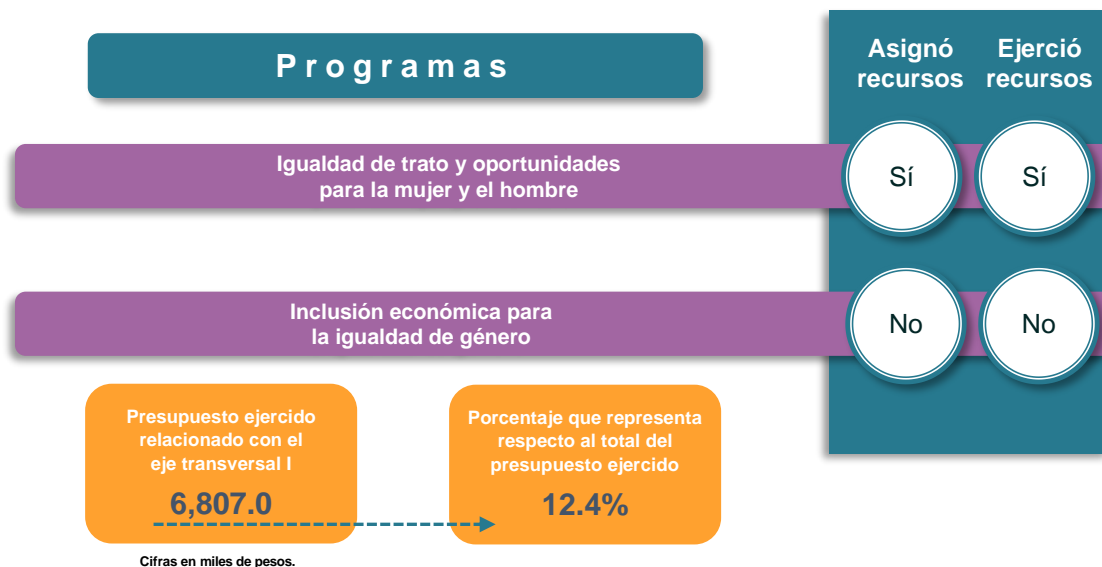 Programas
Asignó
recursos
Ejerció
recursos
Igualdad de trato y oportunidades
para la mujer y el hombre
Sí
Sí
Inclusión económica para
la igualdad de género
No
No
Presupuesto ejercido
relacionado con el
eje transversal I
6,807.0
Porcentaje que representa
respecto al total del
presupuesto ejercido
12.4%
Cifras en miles de pesos.